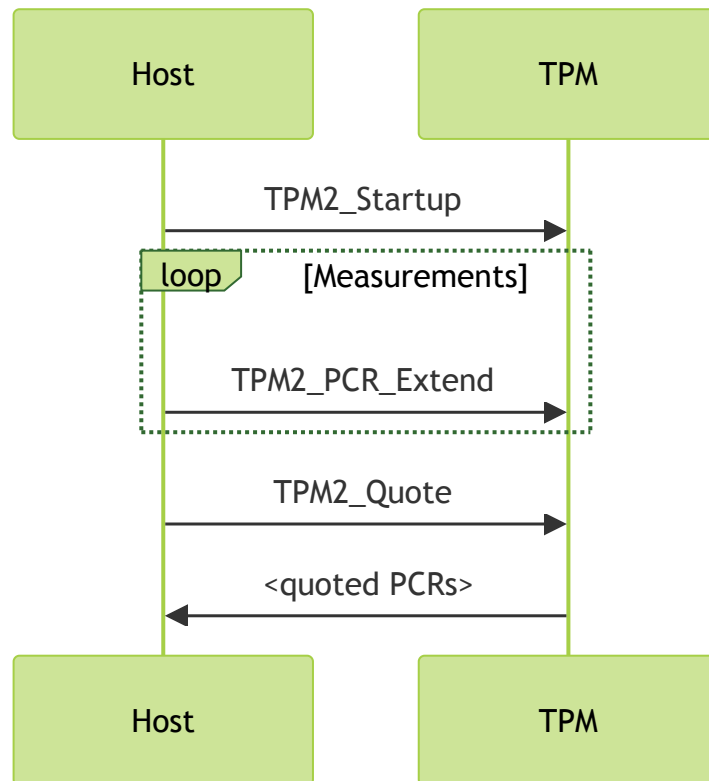 Host TPM
TPM2_Startup
loop [Measurements]
TPM2_PCR_Extend
TPM2_Quote
<quoted PCRs>
Host TPM